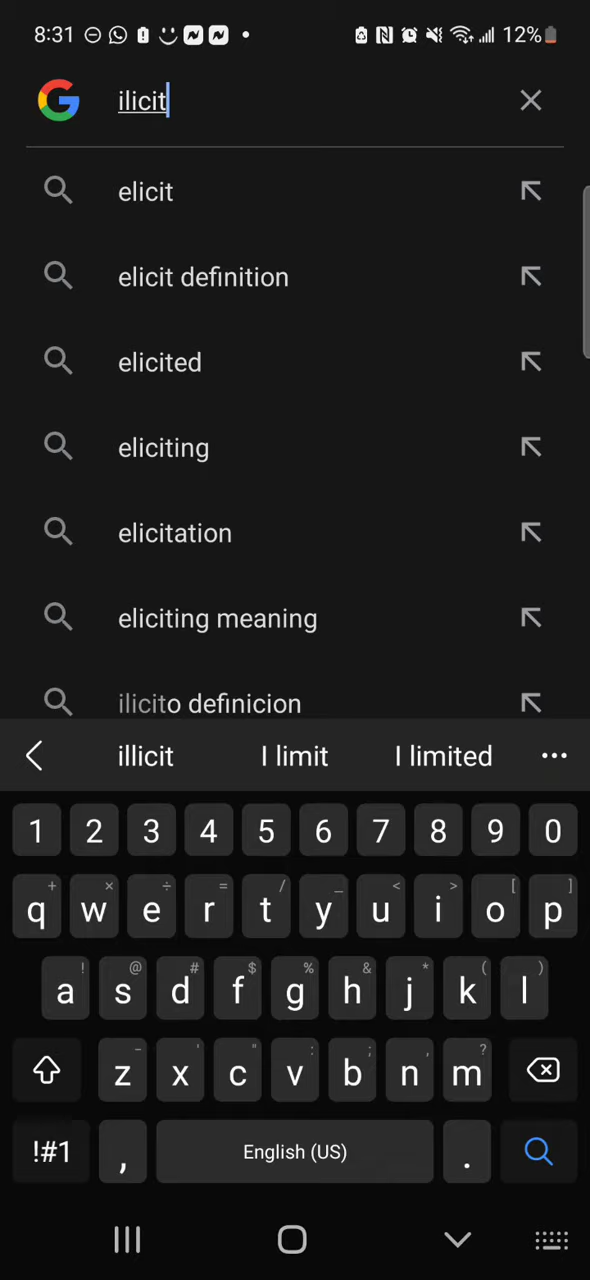 8:31 12%
ilicit
elicit
elicit definition
elicited
eliciting
elicitation
eliciting meaning
ilicito definicion
illicit I limit I limited
1 2 3 4 5 6 7 8 9 0
+ × ÷ = / _ < > [ ]
q w e r t y u i o p
! @ # $ % & * ( )
a s d f g h j k l
- ' " : ; , ?
z x c v b n m
!#1 , English (US) .